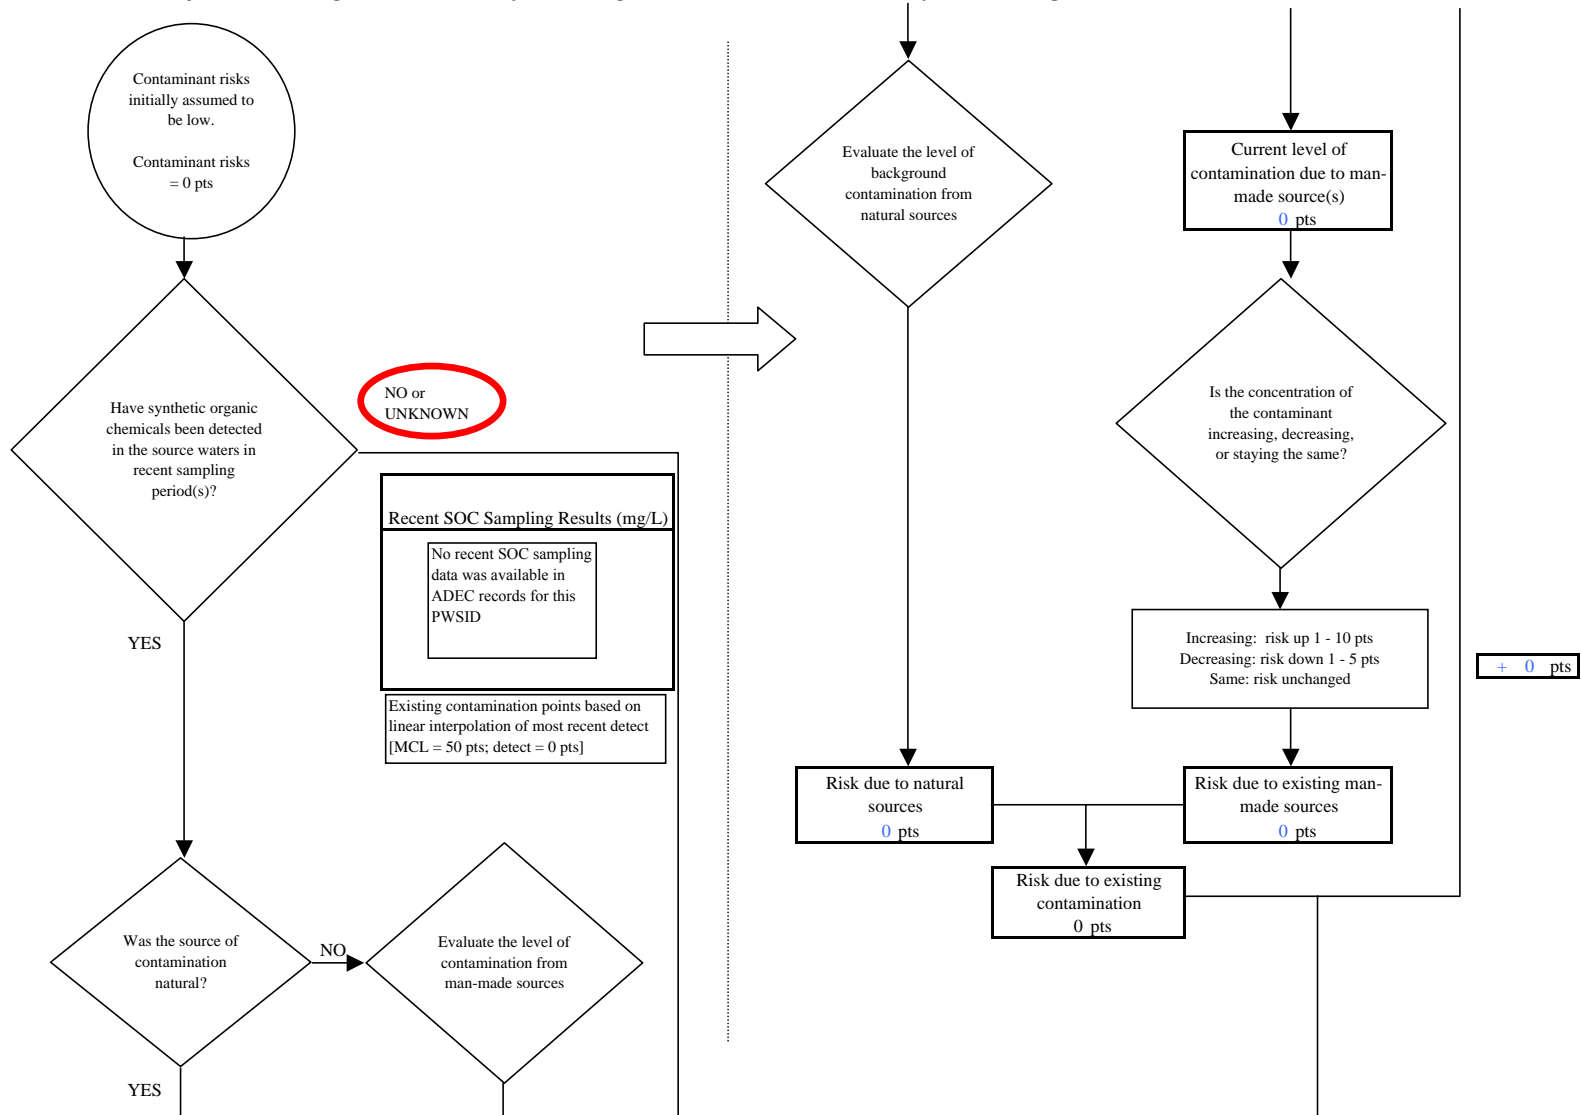 Contaminant risks
initially assumed to
be low.
Contaminant risks
= 0 pts
Have synthetic organic
chemicals been detected
in the source waters in
recent sampling
period(s)?
NO or
UNKNOWN
Recent SOC Sampling Results (mg/L)
No recent SOC sampling
data was available in
ADEC records for this
PWSID
Existing contamination points based on
linear interpolation of most recent detect
[MCL = 50 pts; detect = 0 pts]
YES
Was the source of
contamination
natural?
NO
Evaluate the level of
contamination from
man-made sources
YES
Evaluate the level of
background
contamination from
natural sources
Current level of
contamination due to man-
made source(s)
0 pts
Is the concentration of
the contaminant
increasing, decreasing,
or staying the same?
Increasing: risk up 1 - 10 pts
Decreasing: risk down 1 - 5 pts
Same: risk unchanged
+ 0 pts
Risk due to natural
sources
0 pts
Risk due to existing man-
made sources
0 pts
Risk due to existing
contamination
0 pts